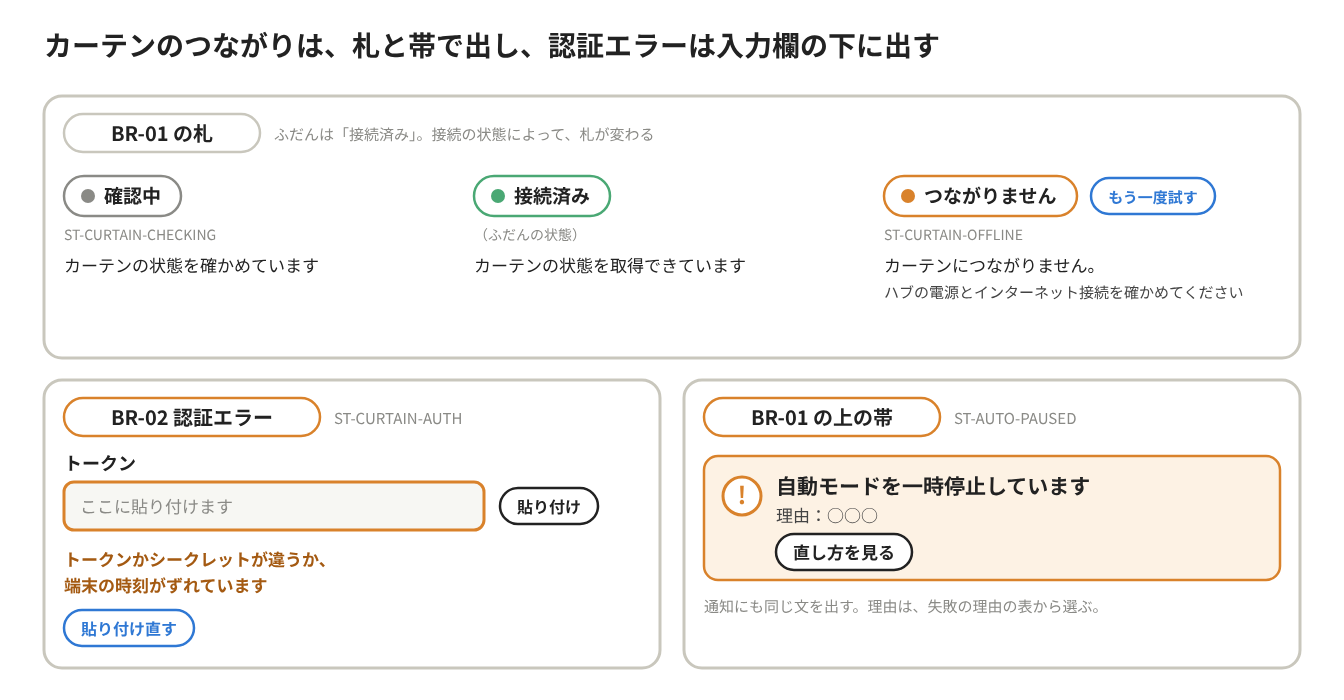 カーテンのつながりは、札と帯で出し、認証エラーは入力欄の下に出す
BR-01 の札
ふだんは「接続済み」。接続の状態によって、札が変わる
確認中
ST-CURTAIN-CHECKING
カーテンの状態を確かめています
接続済み
（ふだんの状態）
カーテンの状態を取得できています
つながりません
もう一度試す
ST-CURTAIN-OFFLINE
カーテンにつながりません。
ハブの電源とインターネット接続を確かめてください
BR-02 認証エラー
ST-CURTAIN-AUTH
トークン
ここに貼り付けます
貼り付け
トークンかシークレットが違うか、
端末の時刻がずれています
貼り付け直す
BR-01 の上の帯
ST-AUTO-PAUSED
!
自動モードを一時停止しています
理由：○○○
直し方を見る
通知にも同じ文を出す。理由は、失敗の理由の表から選ぶ。